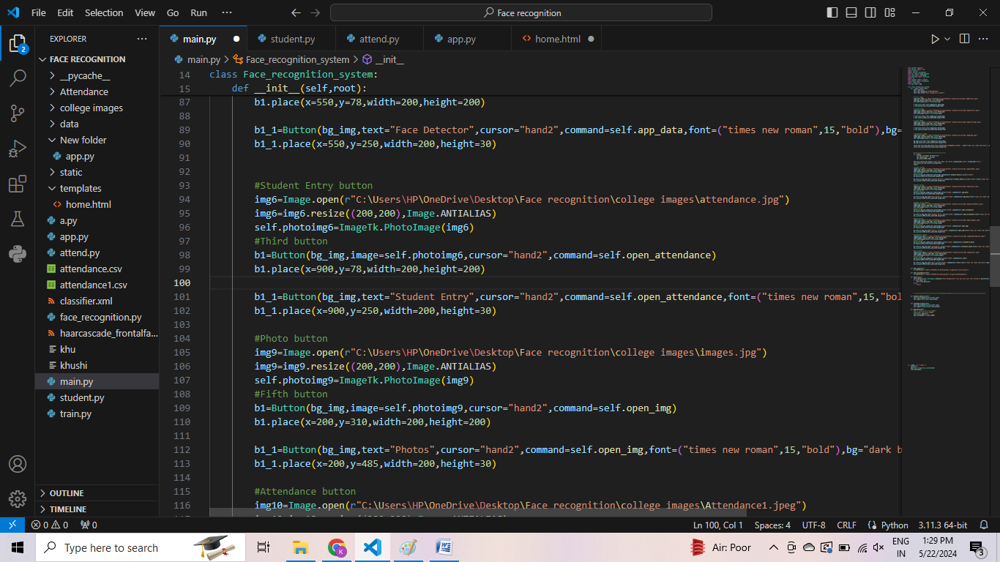 File Edit Selection View Go Run ··· Face recognition
EXPLORER ···
FACE RECOGNITION
__pycache__
Attendance
college images
data
New folder
app.py
static
templates
home.html
a.py
app.py
attend.py
attendance.csv
attendance1.csv
classifier.xml
face_recognition.py
haarcascade_frontalfa...
khu
khushi
main.py
student.py
train.py
OUTLINE
TIMELINE
2
main.py student.py attend.py app.py home.html
main.py > Face_recognition_system > __init__
14 class Face_recognition_system:
15 def __init__(self,root):
87 b1.place(x=550,y=78,width=200,height=200)
88
89 b1_1=Button(bg_img,text="Face Detector",cursor="hand2",command=self.app_data,font=("times new roman",15,"bold"),bg=
90 b1_1.place(x=550,y=250,width=200,height=30)
91
92
93 #Student Entry button
94 img6=Image.open(r"C:\Users\HP\OneDrive\Desktop\Face recognition\college images\attendance.jpg")
95 img6=img6.resize((200,200),Image.ANTIALIAS)
96 self.photoimg6=ImageTk.PhotoImage(img6)
97 #Third button
98 b1=Button(bg_img,image=self.photoimg6,cursor="hand2",command=self.open_attendance)
99 b1.place(x=900,y=78,width=200,height=200)
100
101 b1_1=Button(bg_img,text="Student Entry",cursor="hand2",command=self.open_attendance,font=("times new roman",15,"bol
102 b1_1.place(x=900,y=250,width=200,height=30)
103
104 #Photo button
105 img9=Image.open(r"C:\Users\HP\OneDrive\Desktop\Face recognition\college images\images.jpg")
106 img9=img9.resize((200,200),Image.ANTIALIAS)
107 self.photoimg9=ImageTk.PhotoImage(img9)
108 #Fifth button
109 b1=Button(bg_img,image=self.photoimg9,cursor="hand2",command=self.open_img)
110 b1.place(x=200,y=310,width=200,height=200)
111
112 b1_1=Button(bg_img,text="Photos",cursor="hand2",command=self.open_img,font=("times new roman",15,"bold"),bg="dark b
113 b1_1.place(x=200,y=485,width=200,height=30)
114
115 #Attendance button
116 img10=Image.open(r"C:\Users\HP\OneDrive\Desktop\Face recognition\college images\Attendance1.jpeg")
0 0 0 Ln 100, Col 1 Spaces: 4 UTF-8 CRLF Python 3.11.3 64-bit
Type here to search Air: Poor ENG IN 1:29 PM 5/22/2024 3